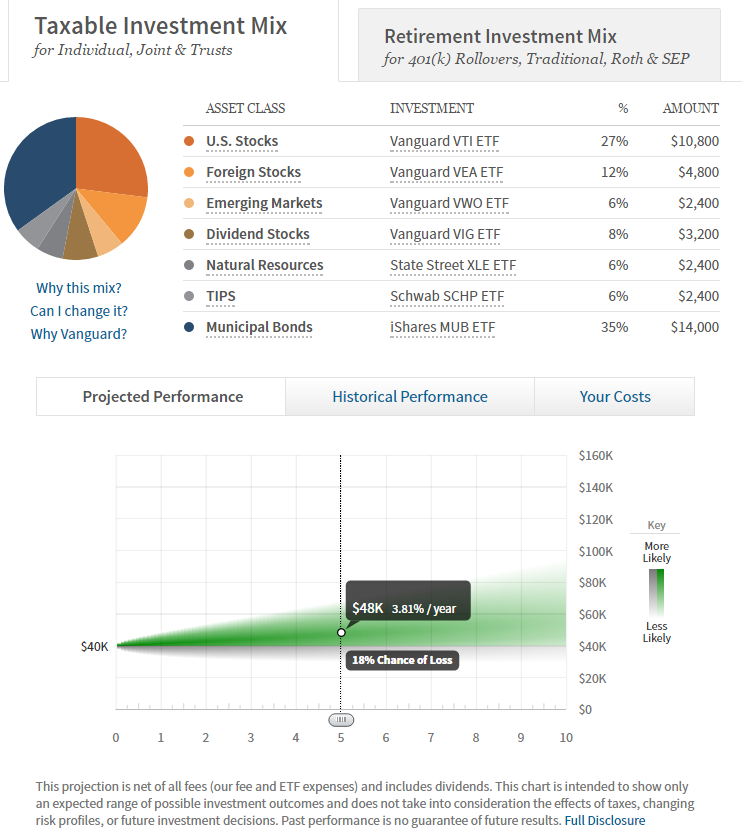 Taxable Investment Mix
for Individual, Joint & Trusts
Retirement Investment Mix
for 401(k) Rollovers, Traditional, Roth & SEP
ASSET CLASS INVESTMENT % AMOUNT
U.S. Stocks Vanguard VTI ETF 27% $10,800
Foreign Stocks Vanguard VEA ETF 12% $4,800
Emerging Markets Vanguard VWO ETF 6% $2,400
Dividend Stocks Vanguard VIG ETF 8% $3,200
Natural Resources State Street XLE ETF 6% $2,400
TIPS Schwab SCHP ETF 6% $2,400
Municipal Bonds iShares MUB ETF 35% $14,000
Why this mix?
Can I change it?
Why Vanguard?
Projected Performance Historical Performance Your Costs
$160K
$140K
$120K
$100K
$80K
$60K
$40K
$20K
$0
Key
More
Likely
Less
Likely
$48K 3.81% / year
$40K
18% Chance of Loss
0 1 2 3 4 5 6 7 8 9 10
This projection is net of all fees (our fee and ETF expenses) and includes dividends. This chart is intended to show only
an expected range of possible investment outcomes and does not take into consideration the effects of taxes, changing
risk profiles, or future investment decisions. Past performance is no guarantee of future results. Full Disclosure